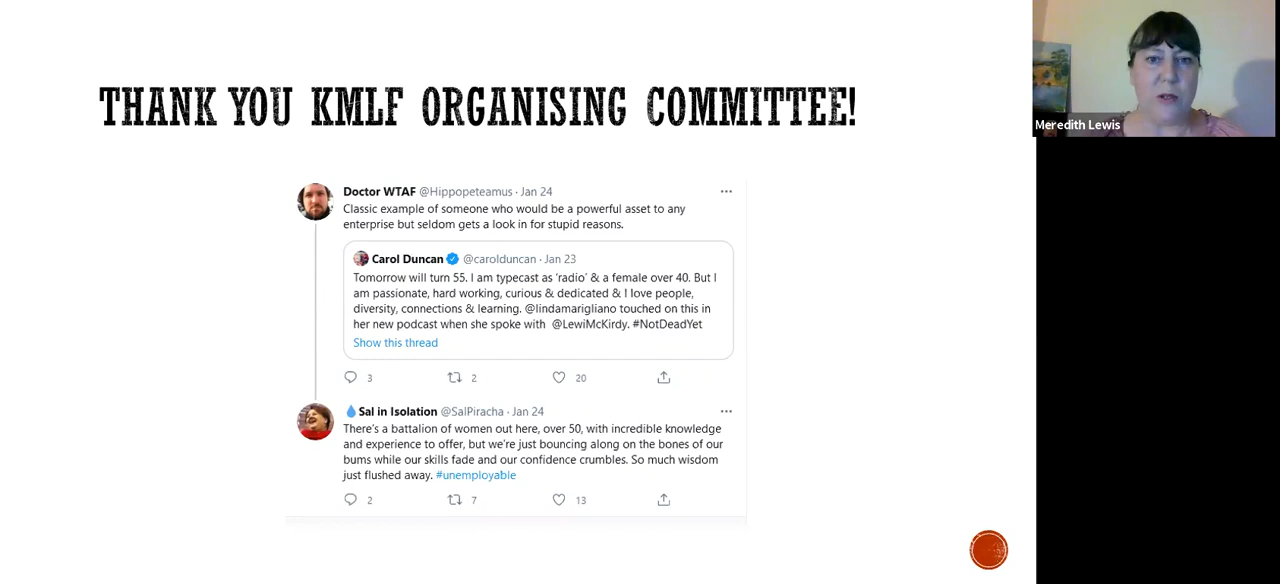 THANK YOU KMLF ORGANISING COMMITTEE!
Meredith Lewis
Doctor WTAF @Hippopeteamus · Jan 24
Classic example of someone who would be a powerful asset to any
enterprise but seldom gets a look in for stupid reasons.
Carol Duncan @carolduncan · Jan 23
Tomorrow will turn 55. I am typecast as 'radio' & a female over 40. But I
am passionate, hard working, curious & dedicated & I love people,
diversity, connections & learning. @lindamarigliano touched on this in
her new podcast when she spoke with @LewiMcKirdy. #NotDeadYet
Show this thread
3 2 20
Sal in Isolation @SalPiracha · Jan 24
There's a battalion of women out here, over 50, with incredible knowledge
and experience to offer, but we're just bouncing along on the bones of our
bums while our skills fade and our confidence crumbles. So much wisdom
just flushed away. #unemployable
2 7 13